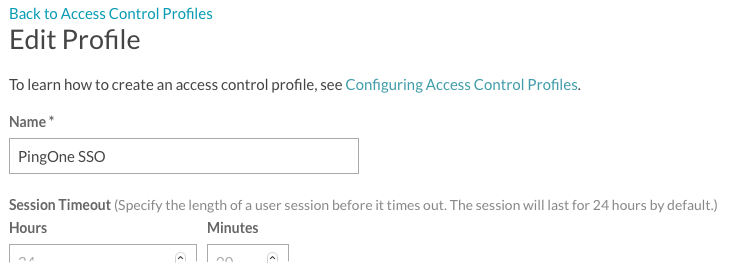 Back to Access Control Profiles
Edit Profile
To learn how to create an access control profile, see Configuring Access Control Profiles.
Name *
PingOne SSO
Session Timeout (Specify the length of a user session before it times out. The session will last for 24 hours by default.)
Hours Minutes